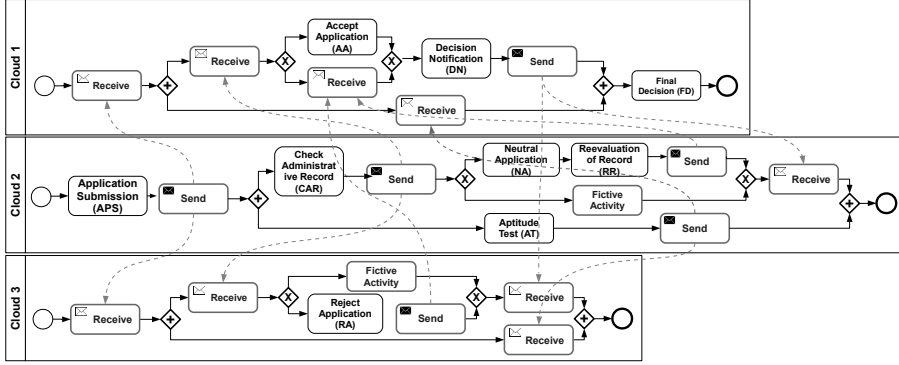 Cloud 1
Accept
Application
(AA)
Receive
Receive
Receive
Decision
Notification
(DN)
Send
Receive
Final
Decision (FD)
Cloud 2
Application
Submission
(APS)
Send
Check
Administrat
ive Record
(CAR)
Send
Neutral
Application
(NA)
Reevaluation
of Record
(RR)
Send
Receive
Fictive
Activity
Aptitude
Test (AT)
Send
Cloud 3
Receive
Receive
Fictive
Activity
Reject
Application
(RA)
Send
Receive
Receive